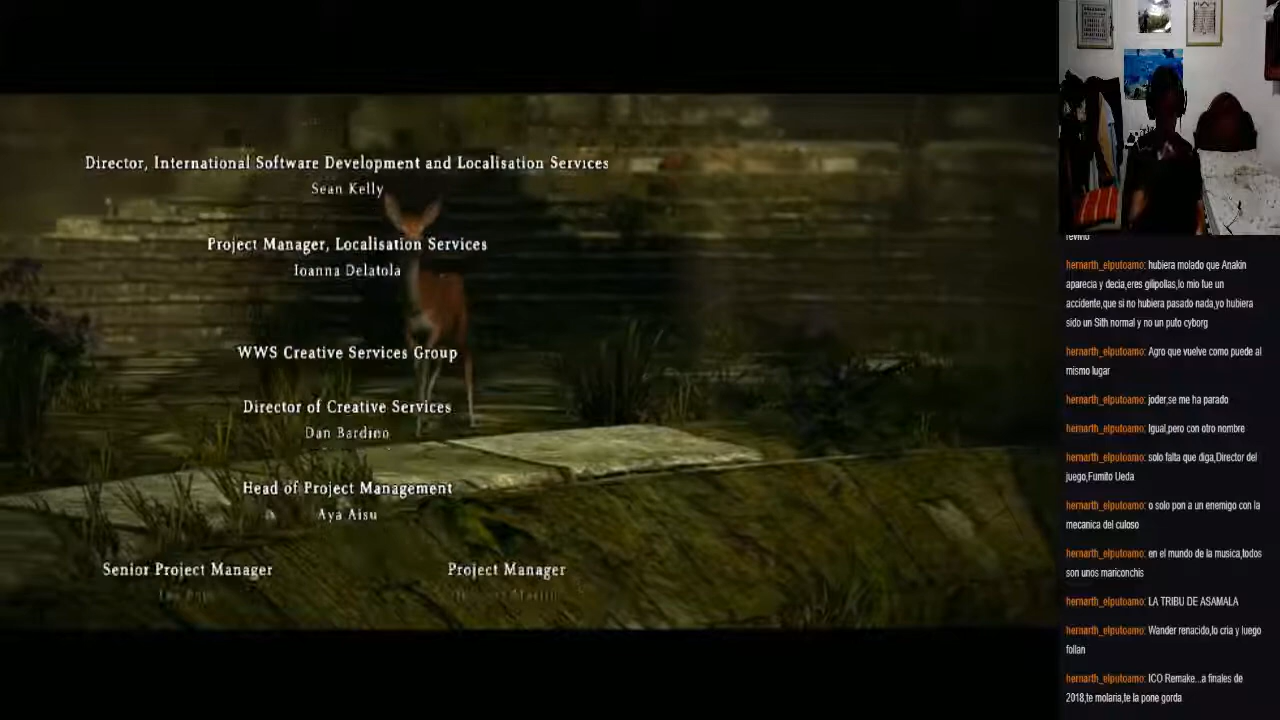 Director, International Software Development and Localisation Services
Sean Kelly
Project Manager, Localisation Services
Ioanna Delatola
WWS Creative Services Group
Director of Creative Services
Dan Bardino
Head of Project Management
Aya Aisu
Senior Project Manager
Project Manager
revivio
hernarth_elputoamo: hubiera molado que Anakin
aparecia y decia,eres gilipollas,lo mio fue un
accidente,que si no hubiera pasado nada,yo hubiera
sido un Sith normal y no un puto cyborg
hernarth_elputoamo: Agro que vuelve como puede al
mismo lugar
hernarth_elputoamo: joder,se me ha parado
hernarth_elputoamo: Igual,pero con otro nombre
hernarth_elputoamo: solo falta que diga,Director del
juego,Fumito Ueda
hernarth_elputoamo: o solo pon a un enemigo con la
mecanica del culoso
hernarth_elputoamo: en el mundo de la musica,todos
son unos mariconchis
hernarth_elputoamo: LA TRIBU DE ASAMALA
hernarth_elputoamo: Wander renacido,lo cria y luego
follan
hernarth_elputoamo: ICO Remake...a finales de
2018,te molaria,te la pone gorda